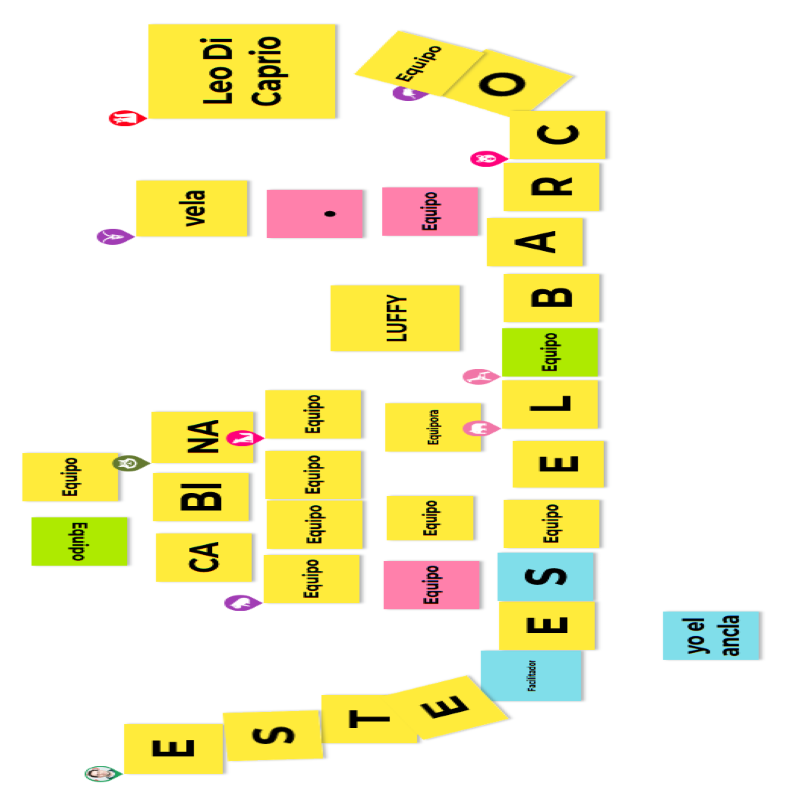 Equipo
Equipo
CA BI NA
vela
Leo Di
Caprio
Equipo
Equipo
Equipo
Equipo
•
LUFFY
Equipo
Equipo
Equipora
Equipo
Equipo
E S T E
Facilitador
E S
Equipo
E L
Equipo
B A R C O
yo el
ancla